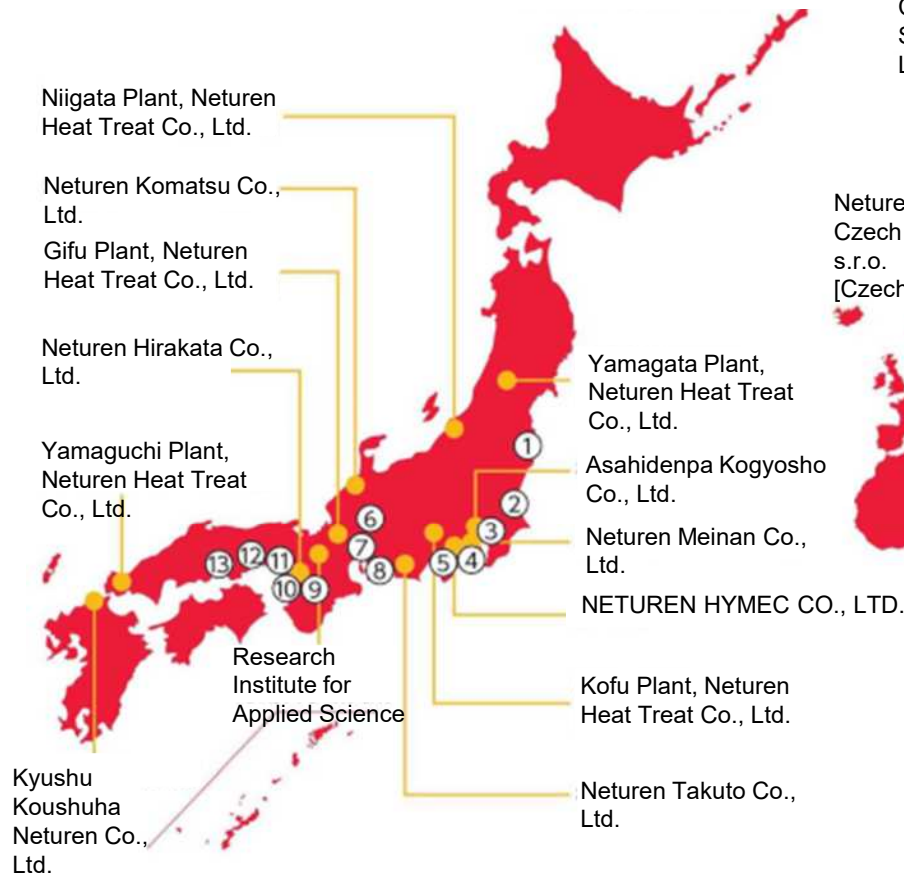 Niigata Plant, Neturen
Heat Treat Co., Ltd.
Neturen Komatsu Co.,
Ltd.
Gifu Plant, Neturen
Heat Treat Co., Ltd.
Neturen Hirakata Co.,
Ltd.
Yamaguchi Plant,
Neturen Heat Treat
Co., Ltd.
Kyushu
Koushuha
Neturen Co.,
Ltd.
Research
Institute for
Applied Science
Yamagata Plant,
Neturen Heat Treat
Co., Ltd.
Asahidenpa Kogyosho
Co., Ltd.
Neturen Meinan Co.,
Ltd.
NETUREN HYMEC CO., LTD.
Kofu Plant, Neturen
Heat Treat Co., Ltd.
Neturen Takuto Co.,
Ltd.
1
2
3
4
5
6
7
8
9
10
11
12
13
Czech
s.r.o.
[Czech